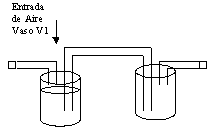 Entrada
de Aire
Vaso V1